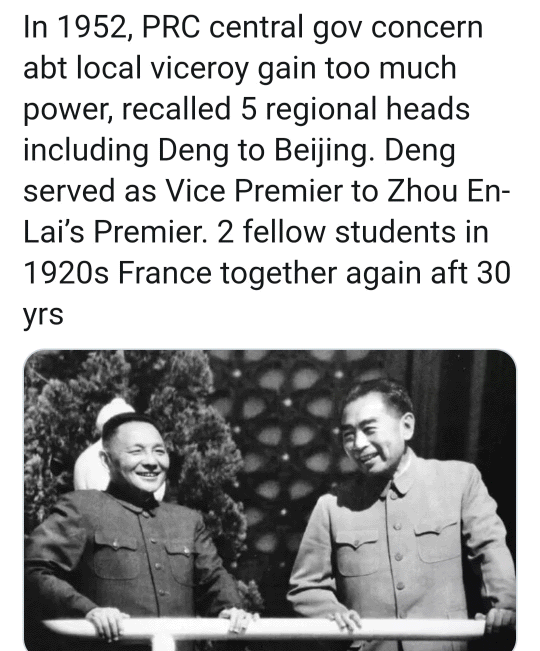 In 1952, PRC central gov concern
abt local viceroy gain too much
power, recalled 5 regional heads
including Deng to Beijing. Deng
served as Vice Premier to Zhou En-
Lai’s Premier. 2 fellow students in
1920s France together again aft 30
yrs